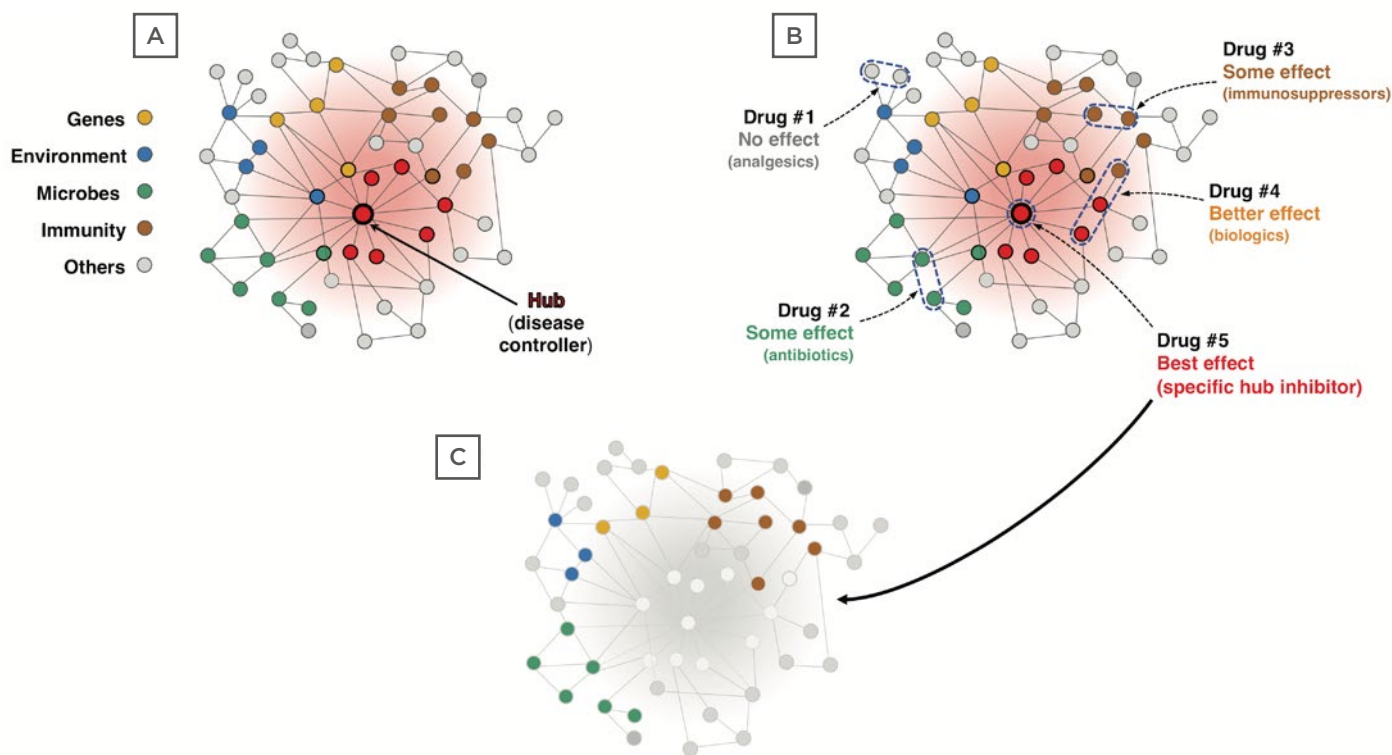 A
Genes
Environment
Microbes
Immunity
Others
Hub
(disease
controller)
B
Drug #1
No effect
(analgesics)
Drug #2
Some effect
(antibiotics)
Drug #3
Some effect
(immunosuppressors)
Drug #4
Better effect
(biologics)
Drug #5
Best effect
(specific hub inhibitor)
C